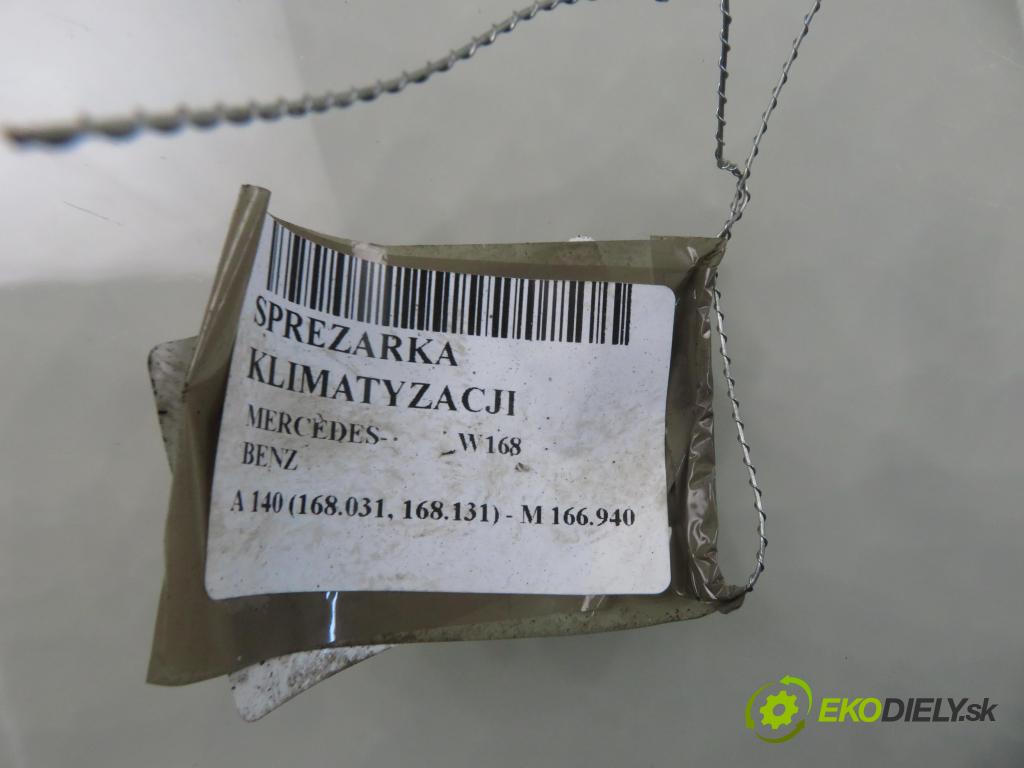 SPREZARKA
KLIMATYZACJI
MERCEDES- W168
BENZ
A 140 (168.031, 168.131) - M 166.940
EKODIELY.sk